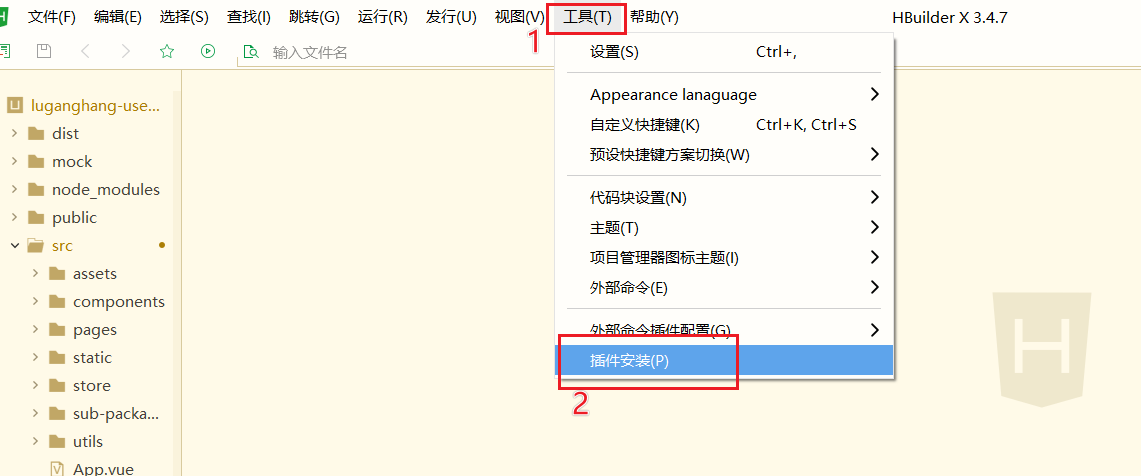 文件(F) 编辑(E) 选择(S) 查找(I) 跳转(G) 运行(R) 发行(U) 视图(V) 工具(T) 帮助(Y) HBuilder X 3.4.7
1
输入文件名
设置(S) Ctrl+,
Appearance lanaguage
自定义快捷键(K) Ctrl+K, Ctrl+S
预设快捷键方案切换(W)
代码块设置(N)
主题(T)
项目管理器图标主题(I)
外部命令(E)
外部命令插件配置(G)
插件安装(P)
2
luganghang-use...
dist
mock
node_modules
public
src
assets
components
pages
static
store
sub-packa...
utils
App.vue
H